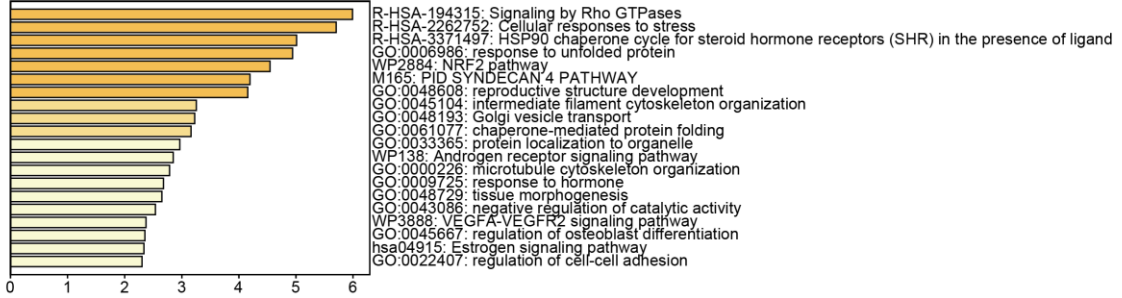 R-HSA-194315: Signaling by Rho GTPases
R-HSA-2262752: Cellular responses to stress
R-HSA-3371497: HSP90 chaperone cycle for steroid hormone receptors (SHR) in the presence of ligand
GO:0006986: response to unfolded protein
WP2884: NRF2 pathway
M165: PID SYNDECAN 4 PATHWAY
GO:0048608: reproductive structure development
GO:0045104: intermediate filament cytoskeleton organization
GO:0048193: Golgi vesicle transport
GO:0061077: chaperone-mediated protein folding
GO:0033365: protein localization to organelle
WP138: Androgen receptor signaling pathway
GO:0000226: microtubule cytoskeleton organization
GO:0009725: response to hormone
GO:0048729: tissue morphogenesis
GO:0043086: negative regulation of catalytic activity
WP3888: VEGFA-VEGFR2 signaling pathway
GO:0045667: regulation of osteoblast differentiation
hsa04915: Estrogen signaling pathway
GO:0022407: regulation of cell-cell adhesion
0 1 2 3 4 5 6